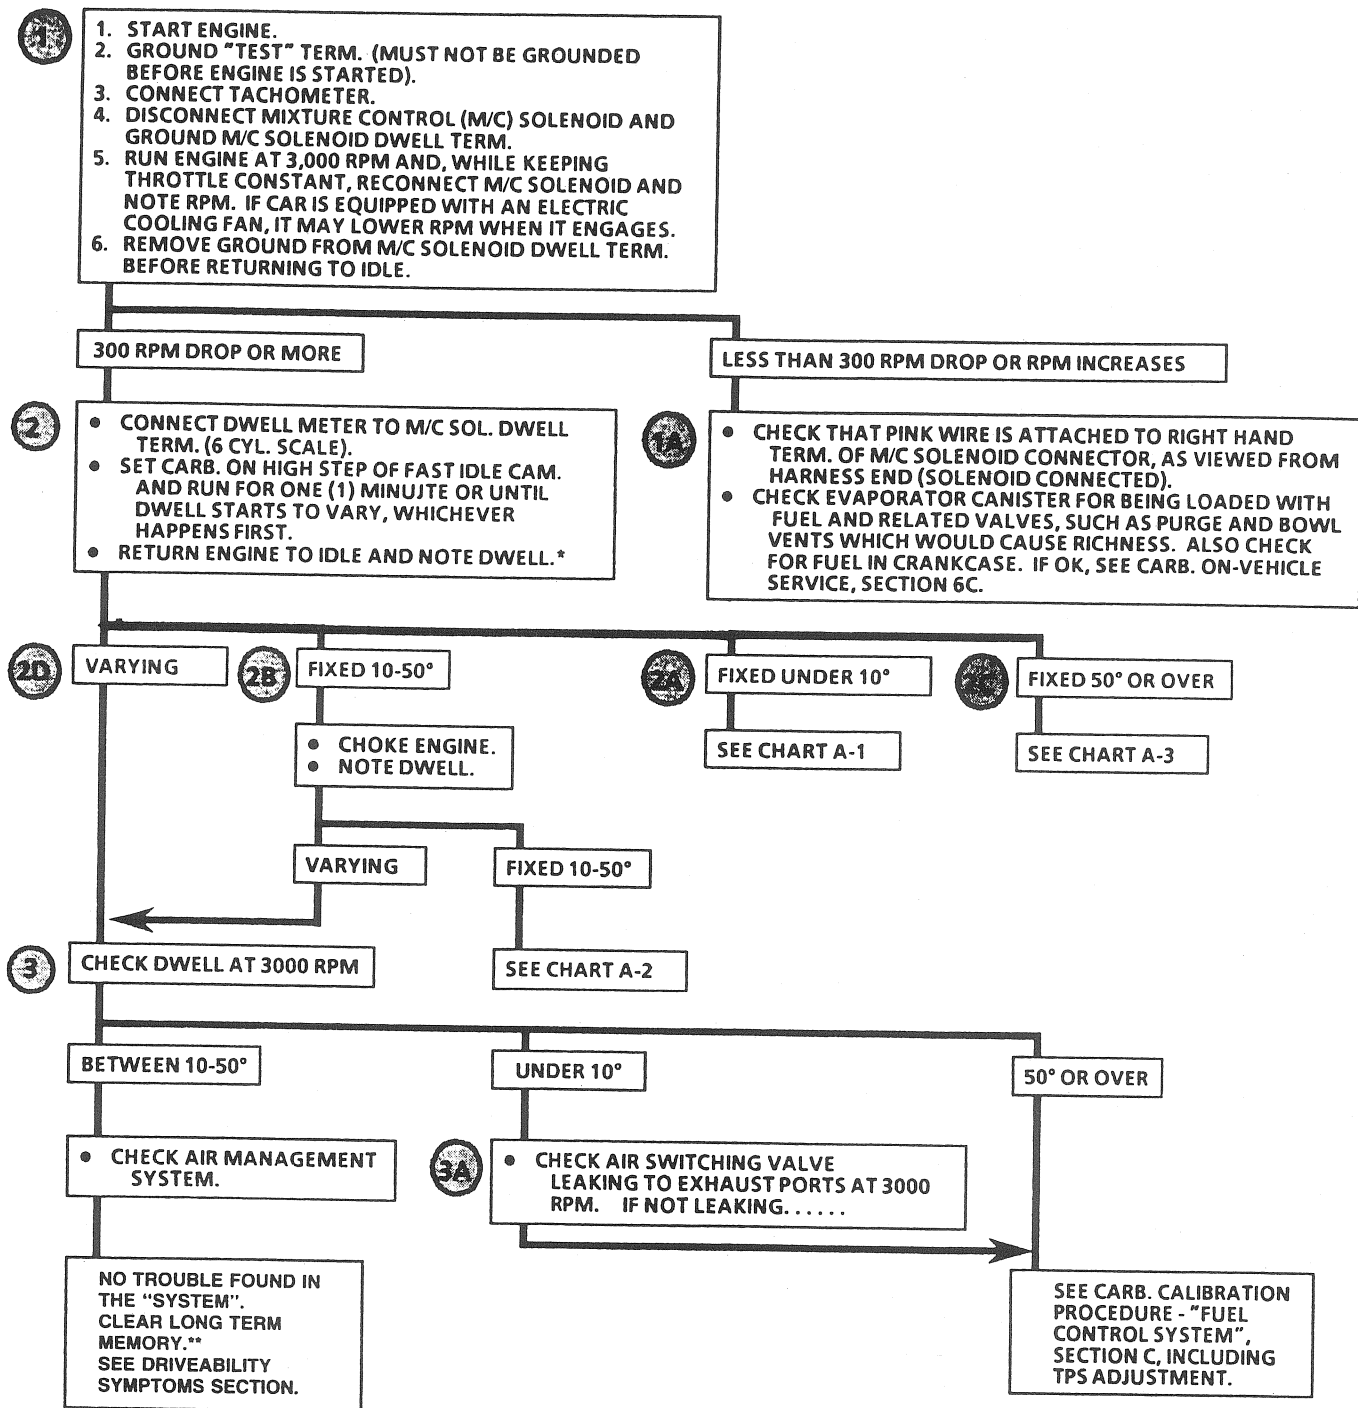 1
1. START ENGINE.
2. GROUND "TEST" TERM. (MUST NOT BE GROUNDED
BEFORE ENGINE IS STARTED).
3. CONNECT TACHOMETER.
4. DISCONNECT MIXTURE CONTROL (M/C) SOLENOID AND
GROUND M/C SOLENOID DWELL TERM.
5. RUN ENGINE AT 3,000 RPM AND, WHILE KEEPING
THROTTLE CONSTANT, RECONNECT M/C SOLENOID AND
NOTE RPM. IF CAR IS EQUIPPED WITH AN ELECTRIC
COOLING FAN, IT MAY LOWER RPM WHEN IT ENGAGES.
6. REMOVE GROUND FROM M/C SOLENOID DWELL TERM.
BEFORE RETURNING TO IDLE.
300 RPM DROP OR MORE
LESS THAN 300 RPM DROP OR RPM INCREASES
2
• CONNECT DWELL METER TO M/C SOL. DWELL
TERM. (6 CYL. SCALE).
• SET CARB. ON HIGH STEP OF FAST IDLE CAM.
AND RUN FOR ONE (1) MINUJTE OR UNTIL
DWELL STARTS TO VARY, WHICHEVER
HAPPENS FIRST.
• RETURN ENGINE TO IDLE AND NOTE DWELL.*
1A
• CHECK THAT PINK WIRE IS ATTACHED TO RIGHT HAND
TERM. OF M/C SOLENOID CONNECTOR, AS VIEWED FROM
HARNESS END (SOLENOID CONNECTED).
• CHECK EVAPORATOR CANISTER FOR BEING LOADED WITH
FUEL AND RELATED VALVES, SUCH AS PURGE AND BOWL
VENTS WHICH WOULD CAUSE RICHNESS. ALSO CHECK
FOR FUEL IN CRANKCASE. IF OK, SEE CARB. ON-VEHICLE
SERVICE, SECTION 6C.
2D
VARYING
2B
FIXED 10-50°
2A
FIXED UNDER 10°
2C
FIXED 50° OR OVER
• CHOKE ENGINE.
• NOTE DWELL.
SEE CHART A-1
SEE CHART A-3
VARYING
FIXED 10-50°
3
CHECK DWELL AT 3000 RPM
SEE CHART A-2
BETWEEN 10-50°
UNDER 10°
50° OR OVER
• CHECK AIR MANAGEMENT
SYSTEM.
3A
• CHECK AIR SWITCHING VALVE
LEAKING TO EXHAUST PORTS AT 3000
RPM. IF NOT LEAKING......
NO TROUBLE FOUND IN
THE "SYSTEM".
CLEAR LONG TERM
MEMORY.**
SEE DRIVEABILITY
SYMPTOMS SECTION.
SEE CARB. CALIBRATION
PROCEDURE - "FUEL
CONTROL SYSTEM",
SECTION C, INCLUDING
TPS ADJUSTMENT.